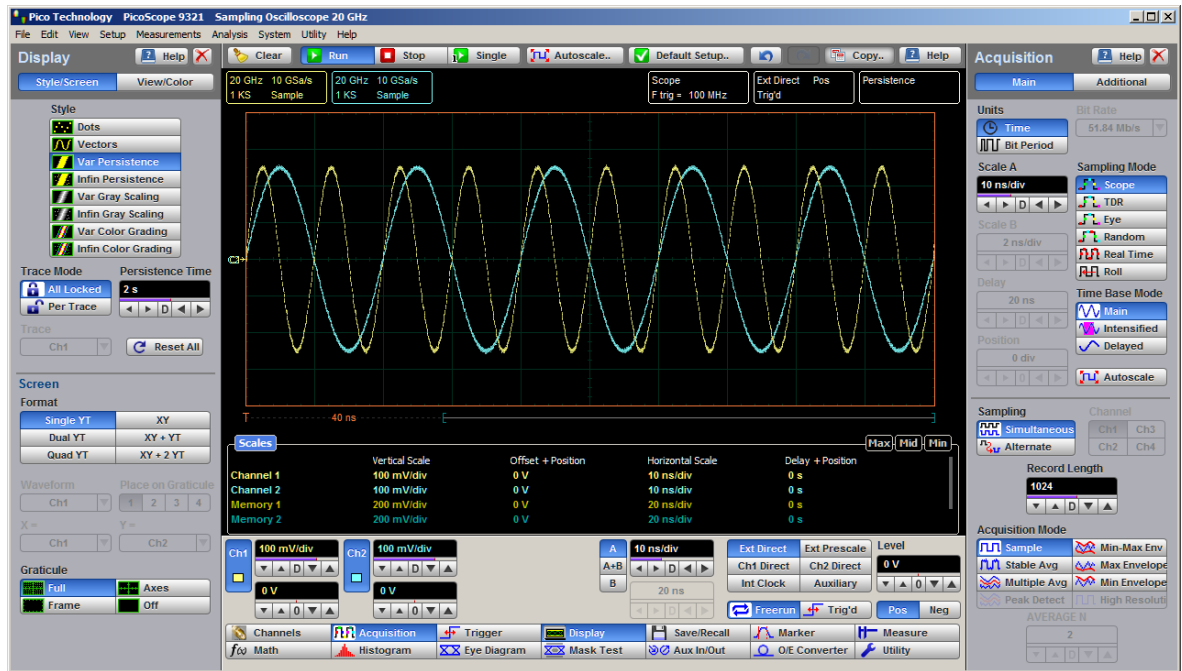 Pico Technology PicoScope 9321 Sampling Oscilloscope 20 GHz
File Edit View Setup Measurements Analysis System Utility Help
Display Help
Style/Screen View/Color
Style
Dots
Vectors
Var Persistence
Infin Persistence
Var Gray Scaling
Infin Gray Scaling
Var Color Grading
Infin Color Grading
Trace Mode Persistence Time
All Locked 2 s
Per Trace D
Trace
Ch1 Reset All
Screen
Format
Single YT XY
Dual YT XY + YT
Quad YT XY + 2 YT
Waveform Place on Graticule
Ch1 1 2 3 4
X = Y =
Ch1 Ch2
Graticule
Full Axes
Frame Off
Clear Run Stop Single Autoscale.. Default Setup.. Copy.. Help
20 GHz 10 GSa/s 20 GHz 10 GSa/s Scope Ext Direct Pos Persistence
1 KS Sample 1 KS Sample F trig = 100 MHz Trig'd
T 40 ns
Scales Max Mid Min
Vertical Scale Offset + Position Horizontal Scale Delay + Position
Channel 1 100 mV/div 0 V 10 ns/div 0 s
Channel 2 100 mV/div 0 V 10 ns/div 0 s
Memory 1 200 mV/div 0 V 20 ns/div 0 s
Memory 2 200 mV/div 0 V 20 ns/div 0 s
Ch1 100 mV/div Ch2 100 mV/div A 10 ns/div Ext Direct Ext Prescale Level
D D A+B D Ch1 Direct Ch2 Direct 0 V
0 V 0 V B 20 ns Int Clock Auxiliary 0
0 0 D Freerun Trig'd Pos Neg
Channels Acquisition Trigger Display Save/Recall Marker Measure
f(x) Math Histogram Eye Diagram Mask Test Aux In/Out O/E Converter Utility
Acquisition Help
Main Additional
Units Bit Rate
Time 51.84 Mb/s
Bit Period
Scale A Sampling Mode
10 ns/div Scope
D TDR
Scale B Eye
2 ns/div Random
D Real Time
Roll
Delay
20 ns Time Base Mode
D Main
Intensified
Position Delayed
0 div
D Autoscale
Sampling Channel
Simultaneous Ch1 Ch3
Alternate Ch2 Ch4
Record Length
1024
D
Acquisition Mode
Sample Min-Max Env
Stable Avg Max Envelope
Multiple Avg Min Envelope
Peak Detect High Resoluti
AVERAGE N
2
D